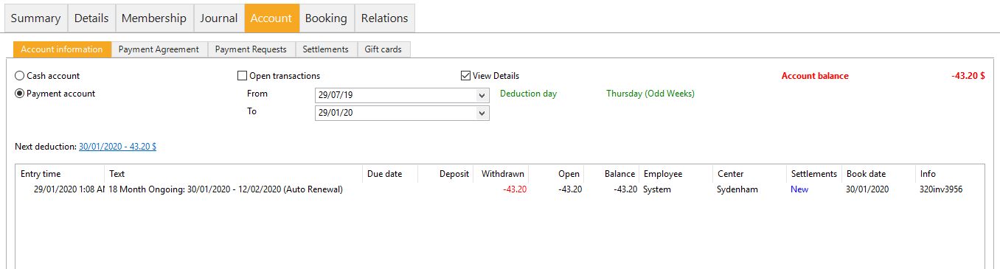 Summary Details Membership Journal Account Booking Relations
Account information Payment Agreement Payment Requests Settlements Gift cards
Cash account Open transactions View Details Account balance -43.20 $
Payment account From 29/07/19 Deduction day Thursday (Odd Weeks)
To 29/01/20
Next deduction: 30/01/2020 - 43.20 $
Entry time Text Due date Deposit Withdrawn Open Balance Employee Center Settlements Book date Info
29/01/2020 1:08 AM 18 Month Ongoing: 30/01/2020 - 12/02/2020 (Auto Renewal) -43.20 -43.20 -43.20 System Sydenham New 30/01/2020 320inv3956